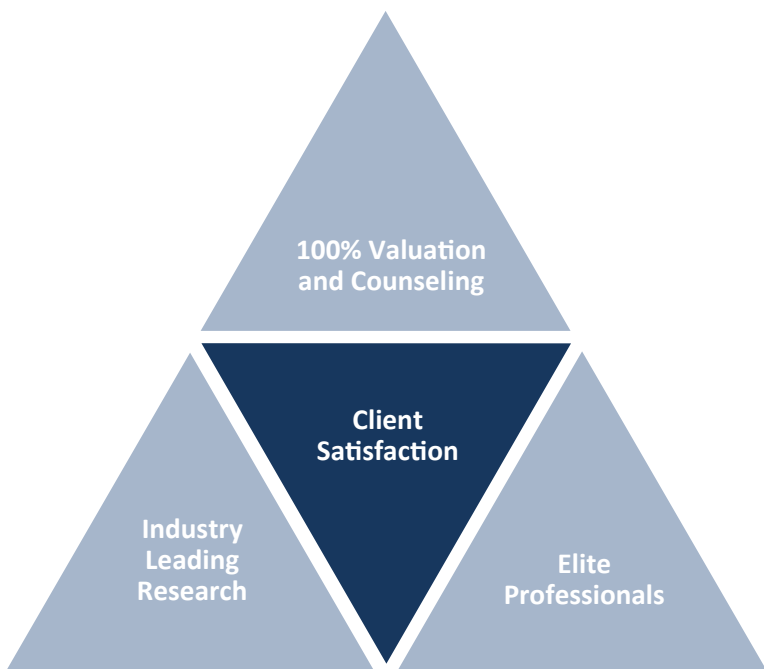 100% Valuation
and Counseling
Client
Satisfaction
Industry
Leading
Research
Elite
Professionals